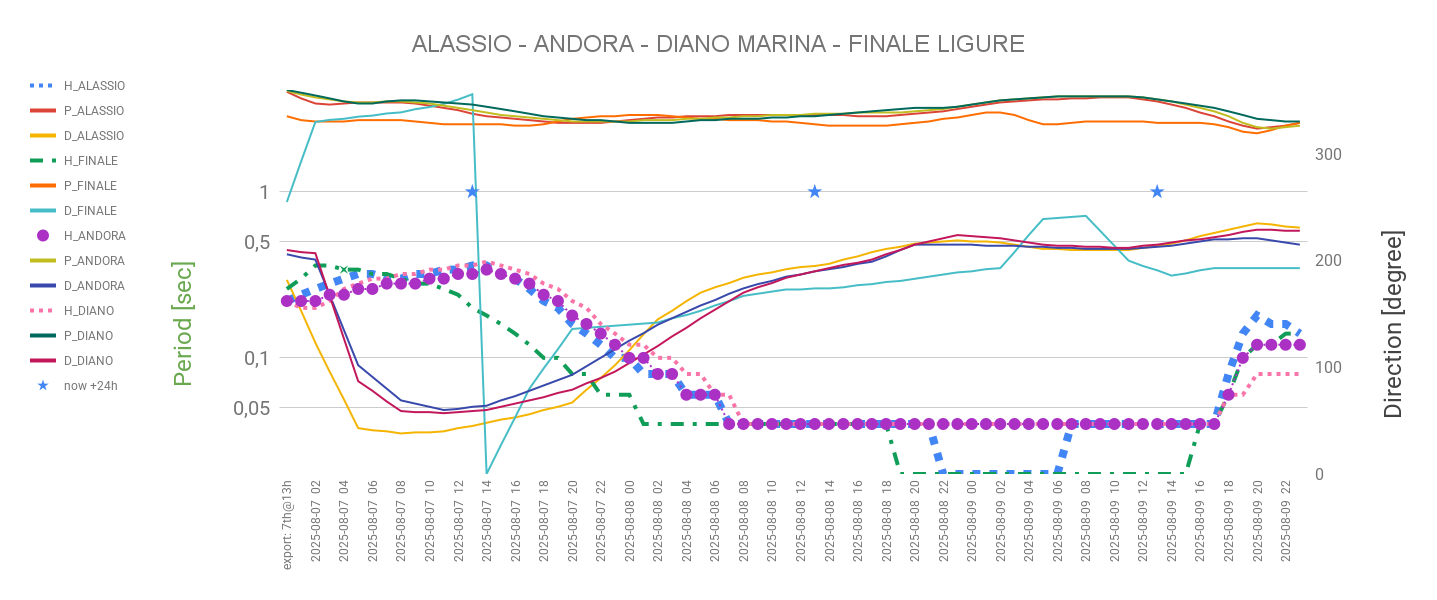 ALASSIO - ANDORA - DIANO MARINA - FINALE LIGURE
H_ALASSIO
P_ALASSIO
D_ALASSIO
H_FINALE
P_FINALE
D_FINALE
H_ANDORA
P_ANDORA
D_ANDORA
H_DIANO
P_DIANO
D_DIANO
now +24h
Period [sec]
1
0,5
0,1
0,05
300
200
100
0
Direction [degree]
export: 7th@13h
2025-08-07 02
2025-08-07 04
2025-08-07 06
2025-08-07 08
2025-08-07 10
2025-08-07 12
2025-08-07 14
2025-08-07 16
2025-08-07 18
2025-08-07 20
2025-08-07 22
2025-08-08 00
2025-08-08 02
2025-08-08 04
2025-08-08 06
2025-08-08 08
2025-08-08 10
2025-08-08 12
2025-08-08 14
2025-08-08 16
2025-08-08 18
2025-08-08 20
2025-08-08 22
2025-08-09 00
2025-08-09 02
2025-08-09 04
2025-08-09 06
2025-08-09 08
2025-08-09 10
2025-08-09 12
2025-08-09 14
2025-08-09 16
2025-08-09 18
2025-08-09 20
2025-08-09 22